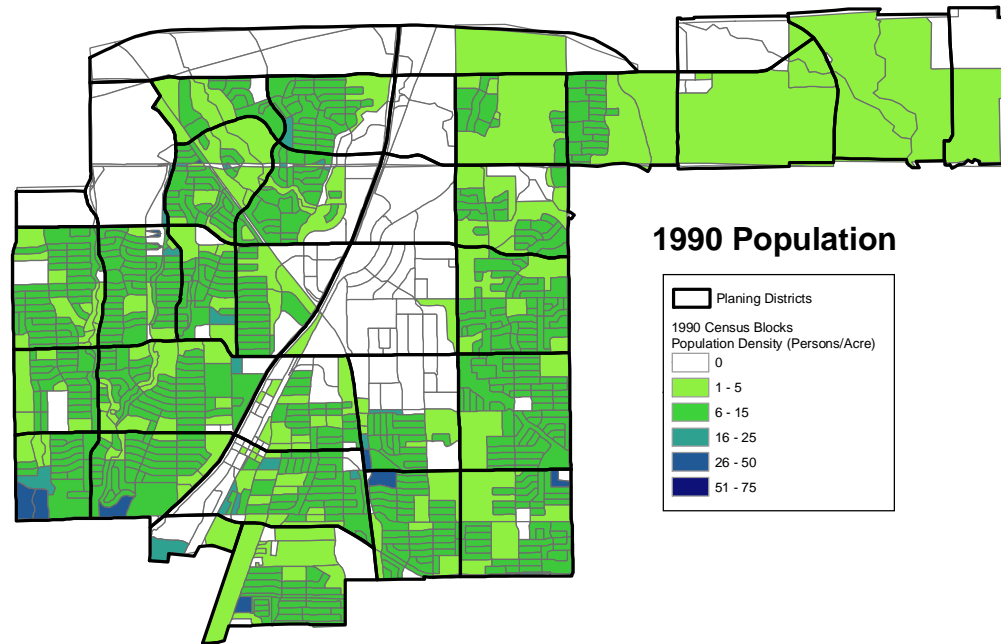 1990 Population
Planing Districts
1990 Census Blocks
Population Density (Persons/Acre)
0
1 - 5
6 - 15
16 - 25
26 - 50
51 - 75